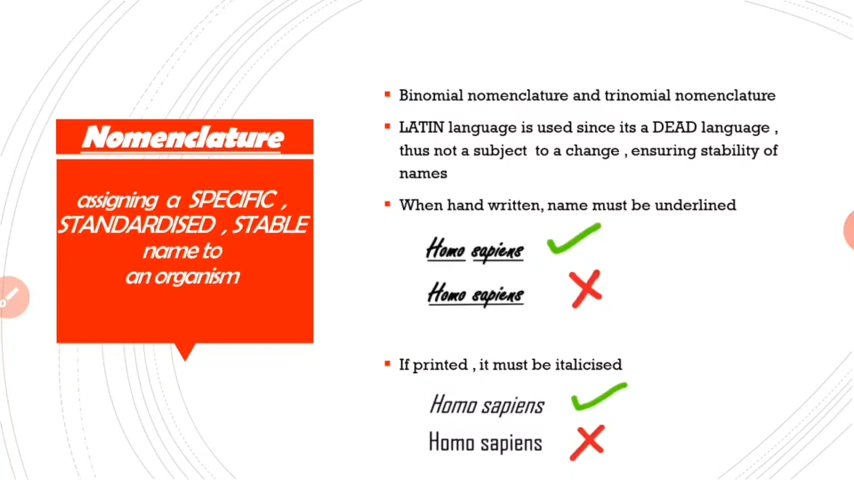 Nomenclature
assigning a SPECIFIC ,
STANDARDISED , STABLE
name to
an organism
Binomial nomenclature and trinomial nomenclature
LATIN language is used since its a DEAD language ,
thus not a subject to a change , ensuring stability of
names
When hand written, name must be underlined
Homo sapiens
Homo sapiens
If printed , it must be italicised
Homo sapiens
Homo sapiens